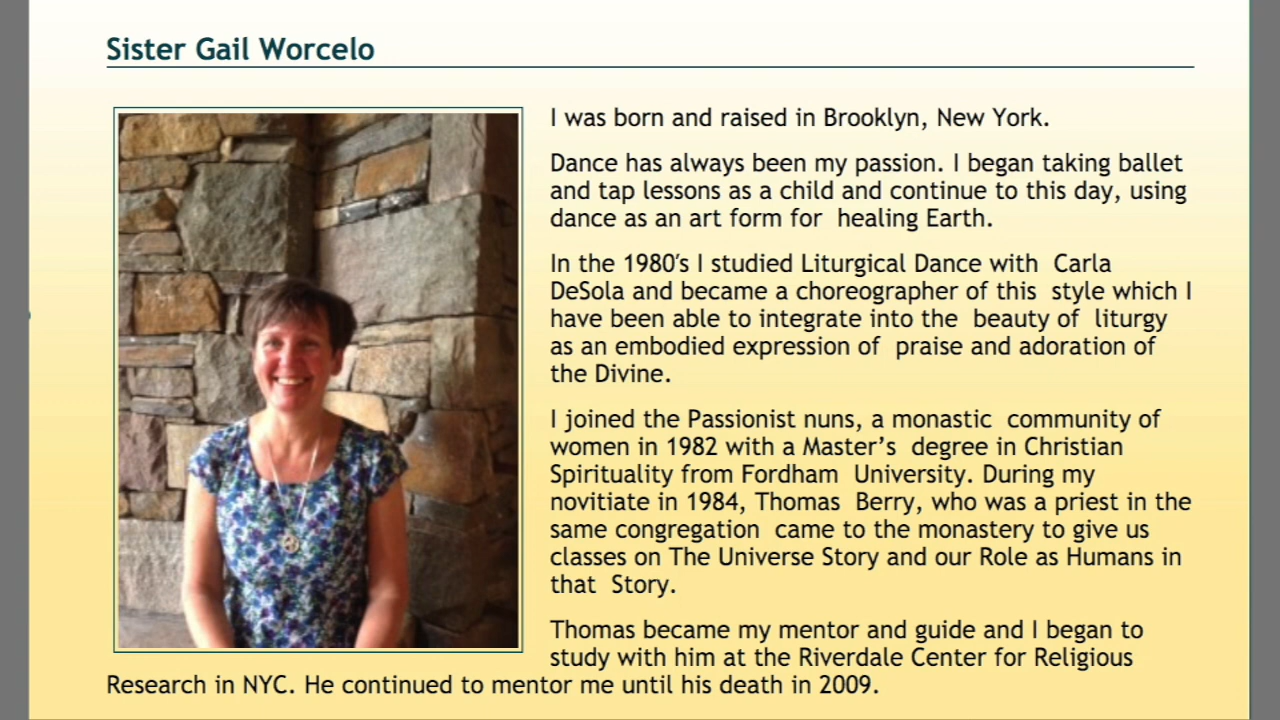 Sister Gail Worcelo
I was born and raised in Brooklyn, New York.
Dance has always been my passion. I began taking ballet
and tap lessons as a child and continue to this day, using
dance as an art form for healing Earth.
In the 1980's I studied Liturgical Dance with Carla
DeSola and became a choreographer of this style which I
have been able to integrate into the beauty of liturgy
as an embodied expression of praise and adoration of
the Divine.
I joined the Passionist nuns, a monastic community of
women in 1982 with a Master’s degree in Christian
Spirituality from Fordham University. During my
novitiate in 1984, Thomas Berry, who was a priest in the
same congregation came to the monastery to give us
classes on The Universe Story and our Role as Humans in
that Story.
Thomas became my mentor and guide and I began to
study with him at the Riverdale Center for Religious
Research in NYC. He continued to mentor me until his death in 2009.